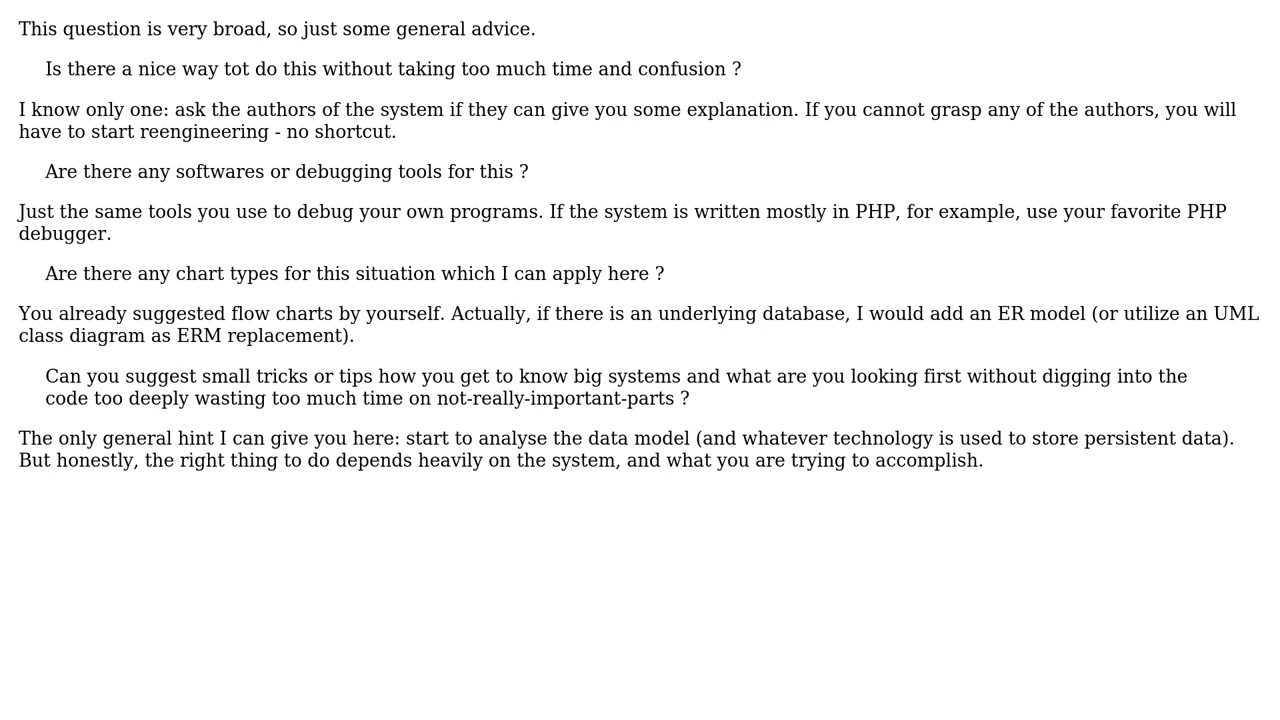 This question is very broad, so just some general advice.
Is there a nice way tot do this without taking too much time and confusion ?
I know only one: ask the authors of the system if they can give you some explanation. If you cannot grasp any of the authors, you will
have to start reengineering - no shortcut.
Are there any softwares or debugging tools for this ?
Just the same tools you use to debug your own programs. If the system is written mostly in PHP, for example, use your favorite PHP
debugger.
Are there any chart types for this situation which I can apply here ?
You already suggested flow charts by yourself. Actually, if there is an underlying database, I would add an ER model (or utilize an UML
class diagram as ERM replacement).
Can you suggest small tricks or tips how you get to know big systems and what are you looking first without digging into the
code too deeply wasting too much time on not-really-important-parts ?
The only general hint I can give you here: start to analyse the data model (and whatever technology is used to store persistent data).
But honestly, the right thing to do depends heavily on the system, and what you are trying to accomplish.